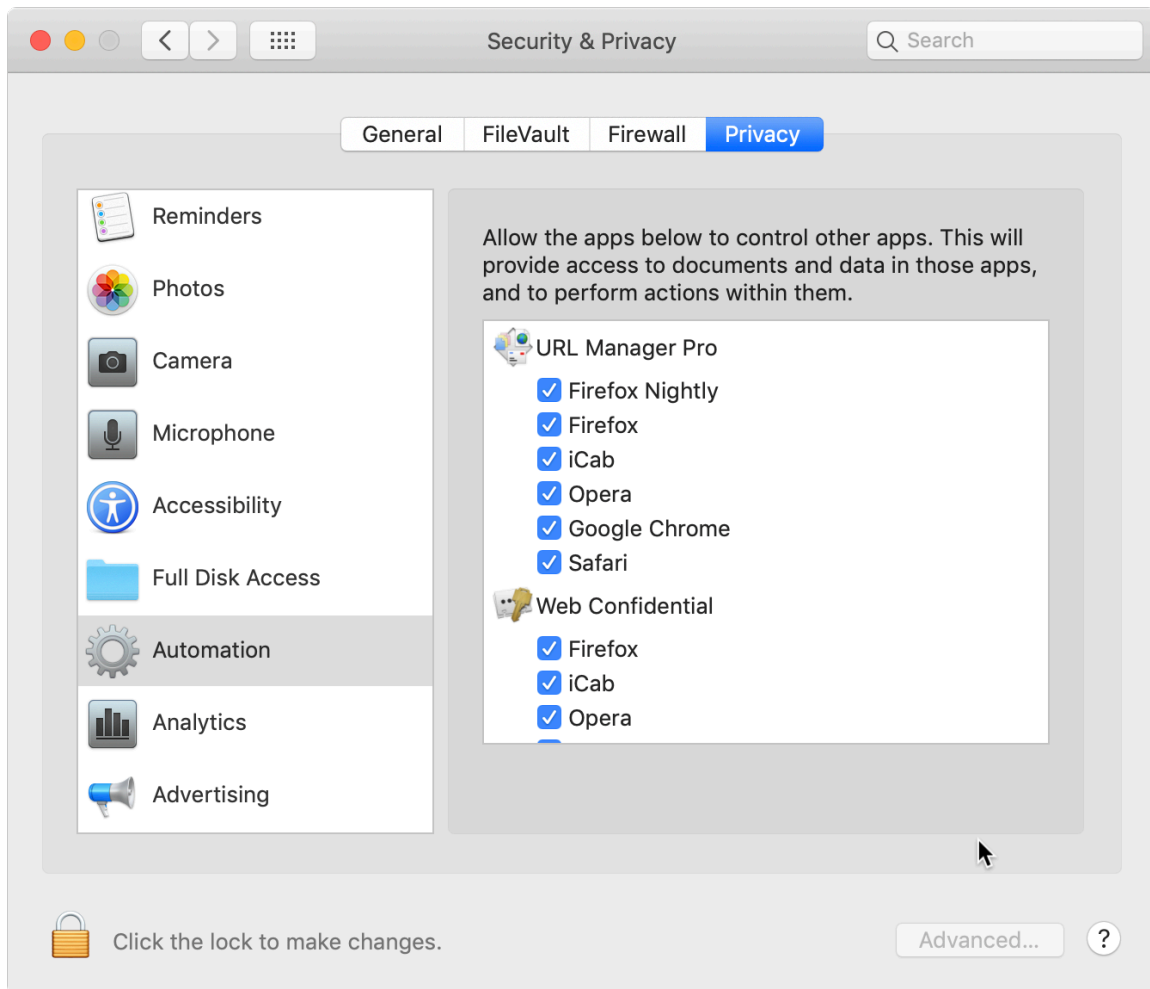 Security & Privacy
Search
General
FileVault
Firewall
Privacy
Reminders
Photos
Camera
Microphone
Accessibility
Full Disk Access
Automation
Analytics
Advertising
Allow the apps below to control other apps. This will
provide access to documents and data in those apps,
and to perform actions within them.
URL Manager Pro
Firefox Nightly
Firefox
iCab
Opera
Google Chrome
Safari
Web Confidential
Firefox
iCab
Opera
Click the lock to make changes.
Advanced...
?